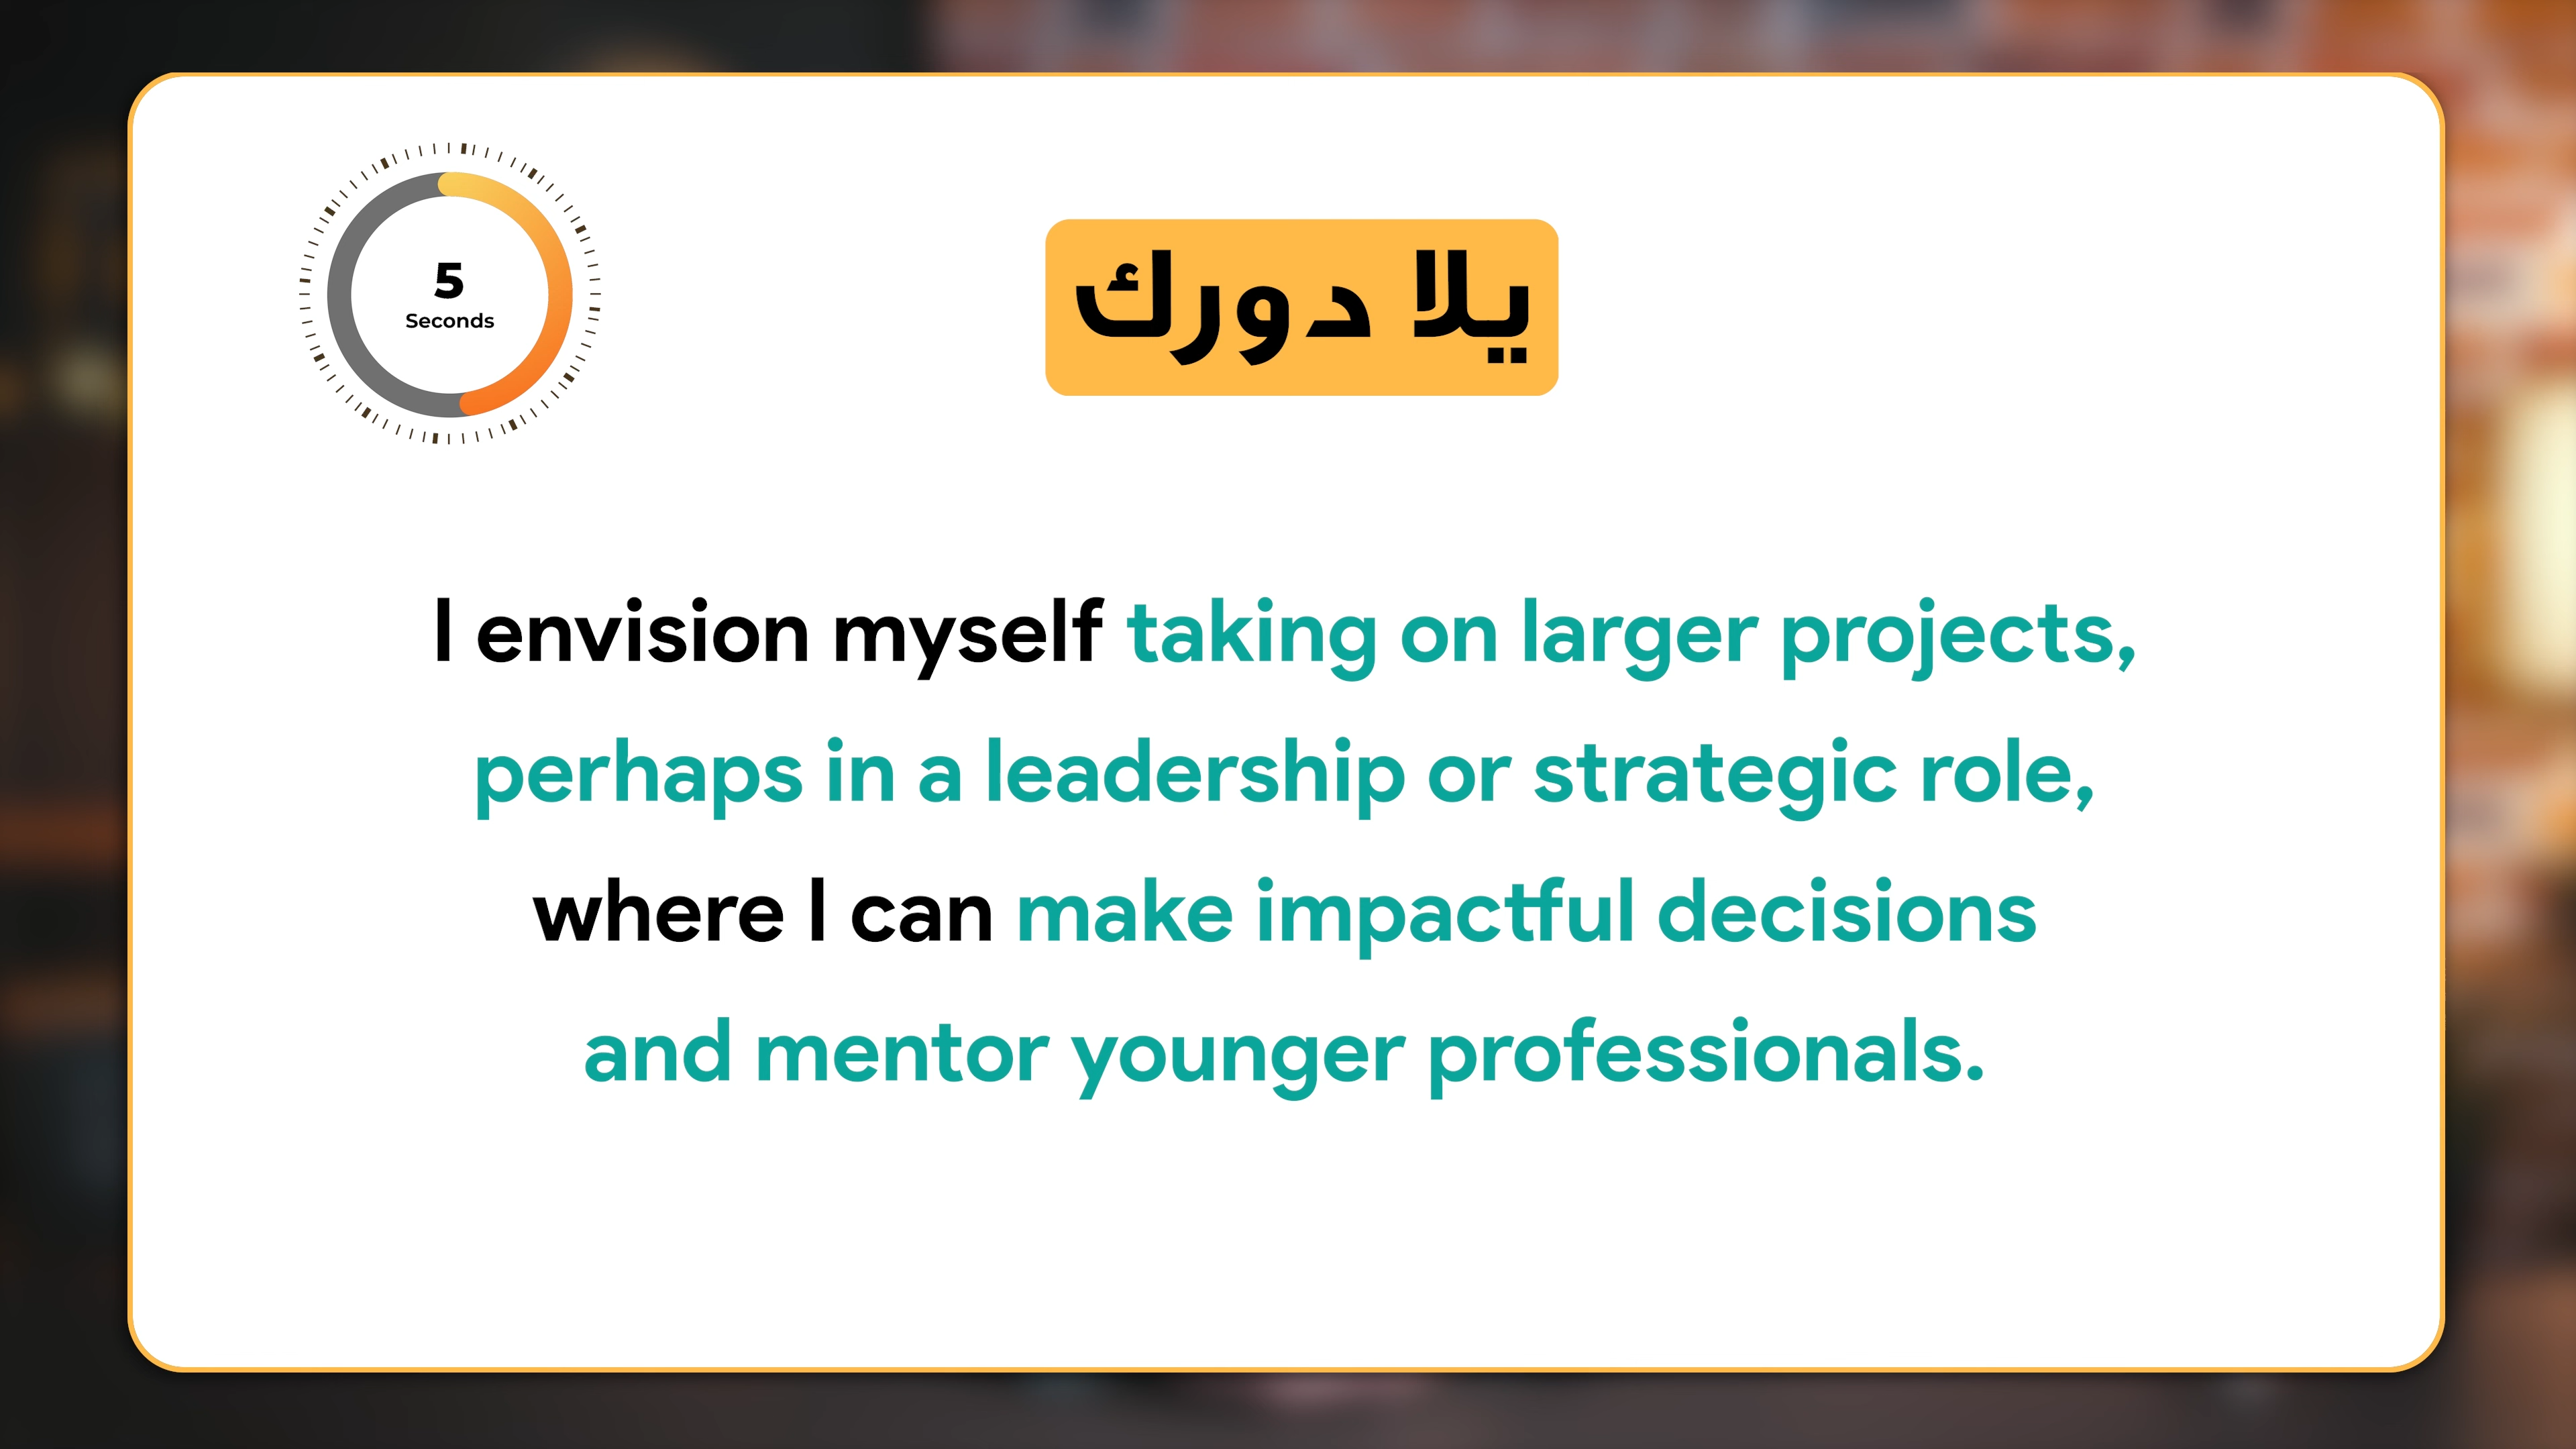 5
Seconds
يلا دورك
I envision myself taking on larger projects,
perhaps in a leadership or strategic role,
where I can make impactful decisions
and mentor younger professionals.